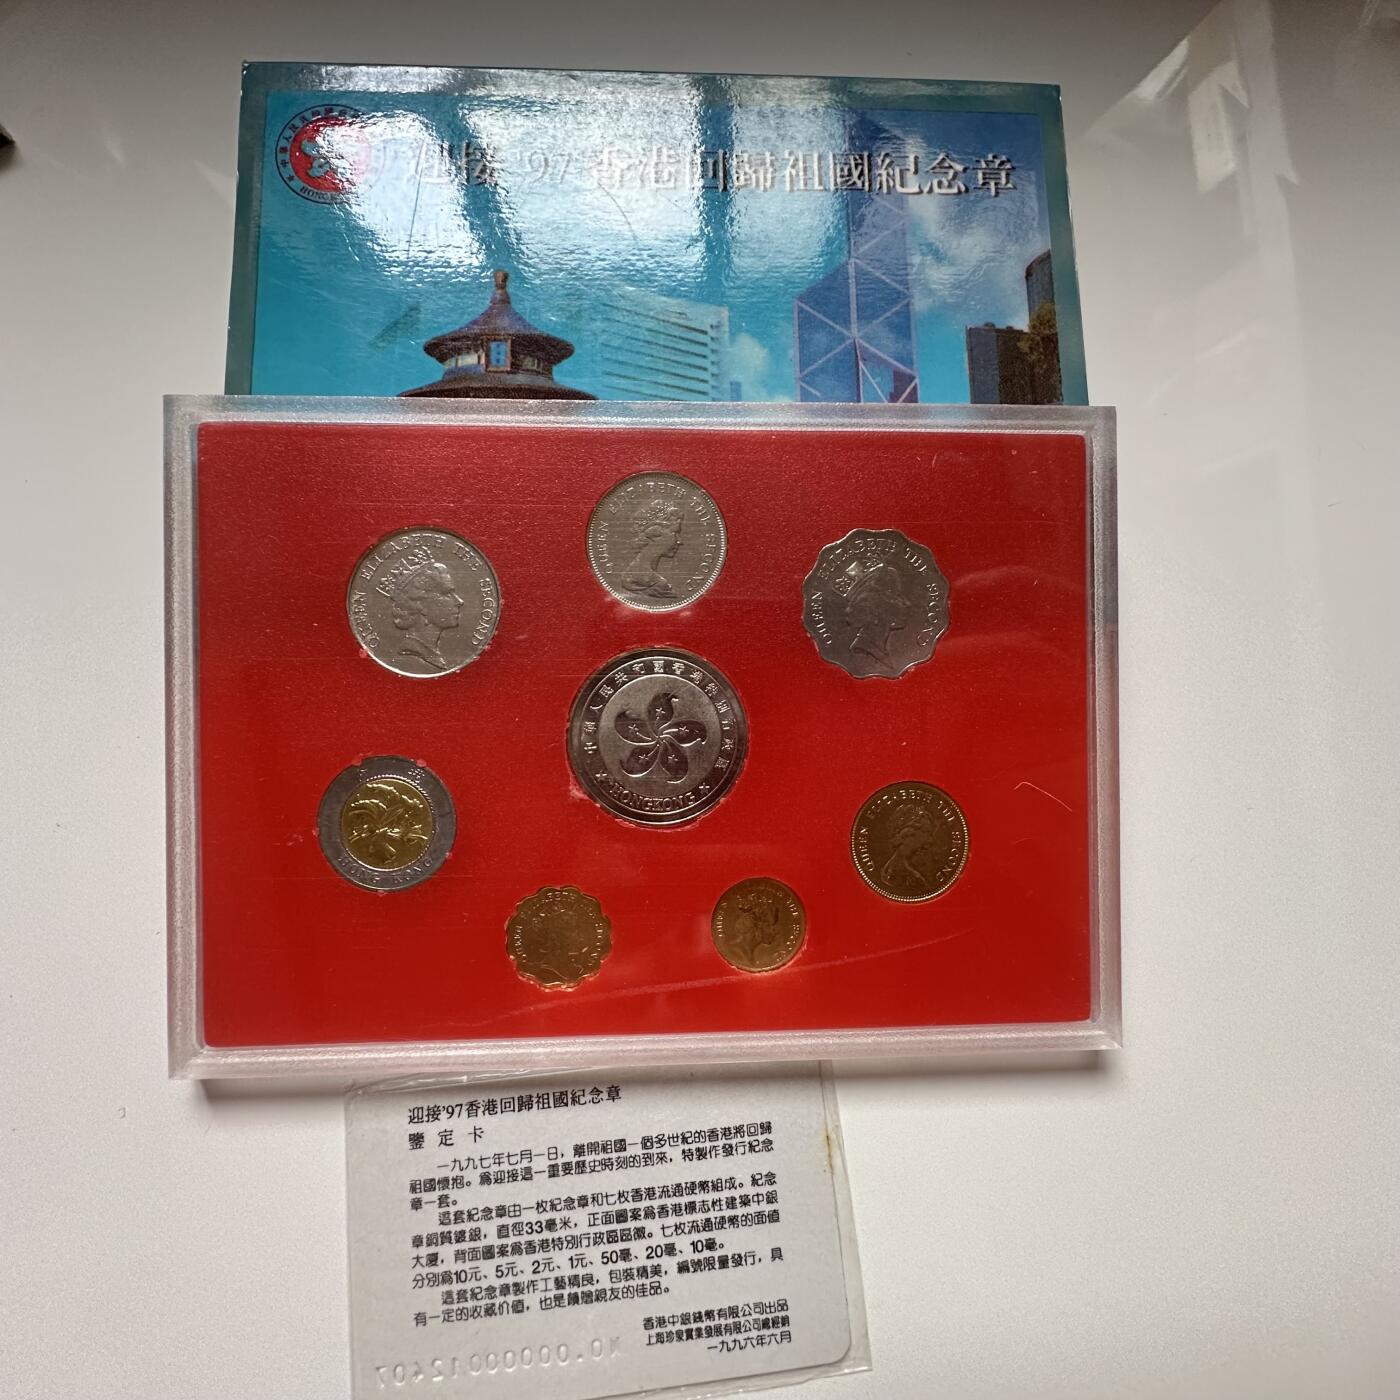 迎接'97香港回歸祖國紀念章
QUEEN ELIZABETH THE SECOND
QUEEN ELIZABETH THE SECOND
QUEEN ELIZABETH THE SECOND
中華人民共和國香港特別行政區
HONG KONG
HONG KONG
QUEEN ELIZABETH THE SECOND
QUEEN ELIZABETH THE SECOND
QUEEN ELIZABETH THE SECOND
迎接'97香港回歸祖國紀念章
鑒定卡
一九九七年七月一日，離開祖國一個多世紀的香港將回歸
祖國懷抱。爲迎接這一重要歷史時刻的到來，特製作發行紀念
章一套。
這套紀念章由一枚紀念章和七枚香港流通硬幣組成。紀念
章銅質鍍銀，直徑33毫米，正面圖案爲香港標志性建築中銀
大廈，背面圖案爲香港特別行政區區徽。七枚流通硬幣的面值
分別爲10元、5元、2元、1元、50毫、20毫、10毫。
這套紀念章製作工藝精良，包裝精美，編號限量發行，具
有一定的收藏价值，也是饋贈親友的佳品。
香港中銀錢幣有限公司出品
上海珍泉實業發展有限公司總經銷
一九九六年六月
NO.0000012407